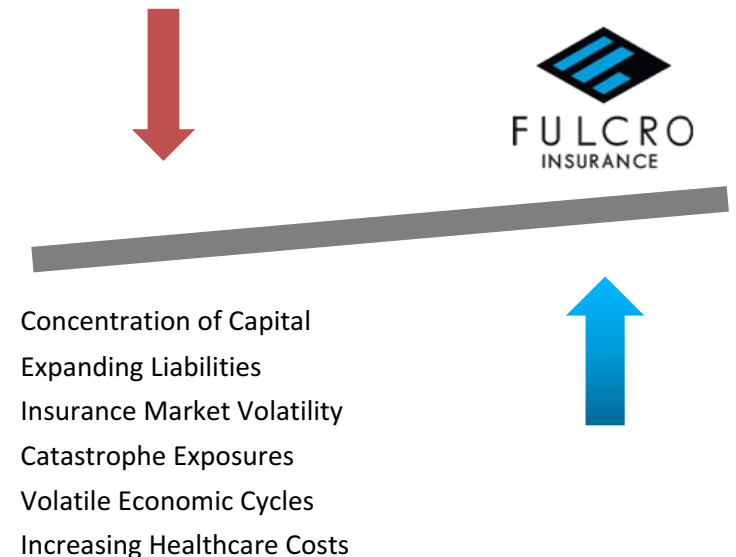 FULCRO
INSURANCE
Concentration of Capital
Expanding Liabilities
Insurance Market Volatility
Catastrophe Exposures
Volatile Economic Cycles
Increasing Healthcare Costs